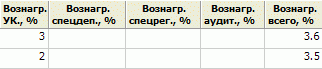 Вознагр. Вознагр. Вознагр. Вознагр. Вознагр.
УК., % спецдеп., % спецрег., % аудит., % всего, %
3 3.6
2 3.5